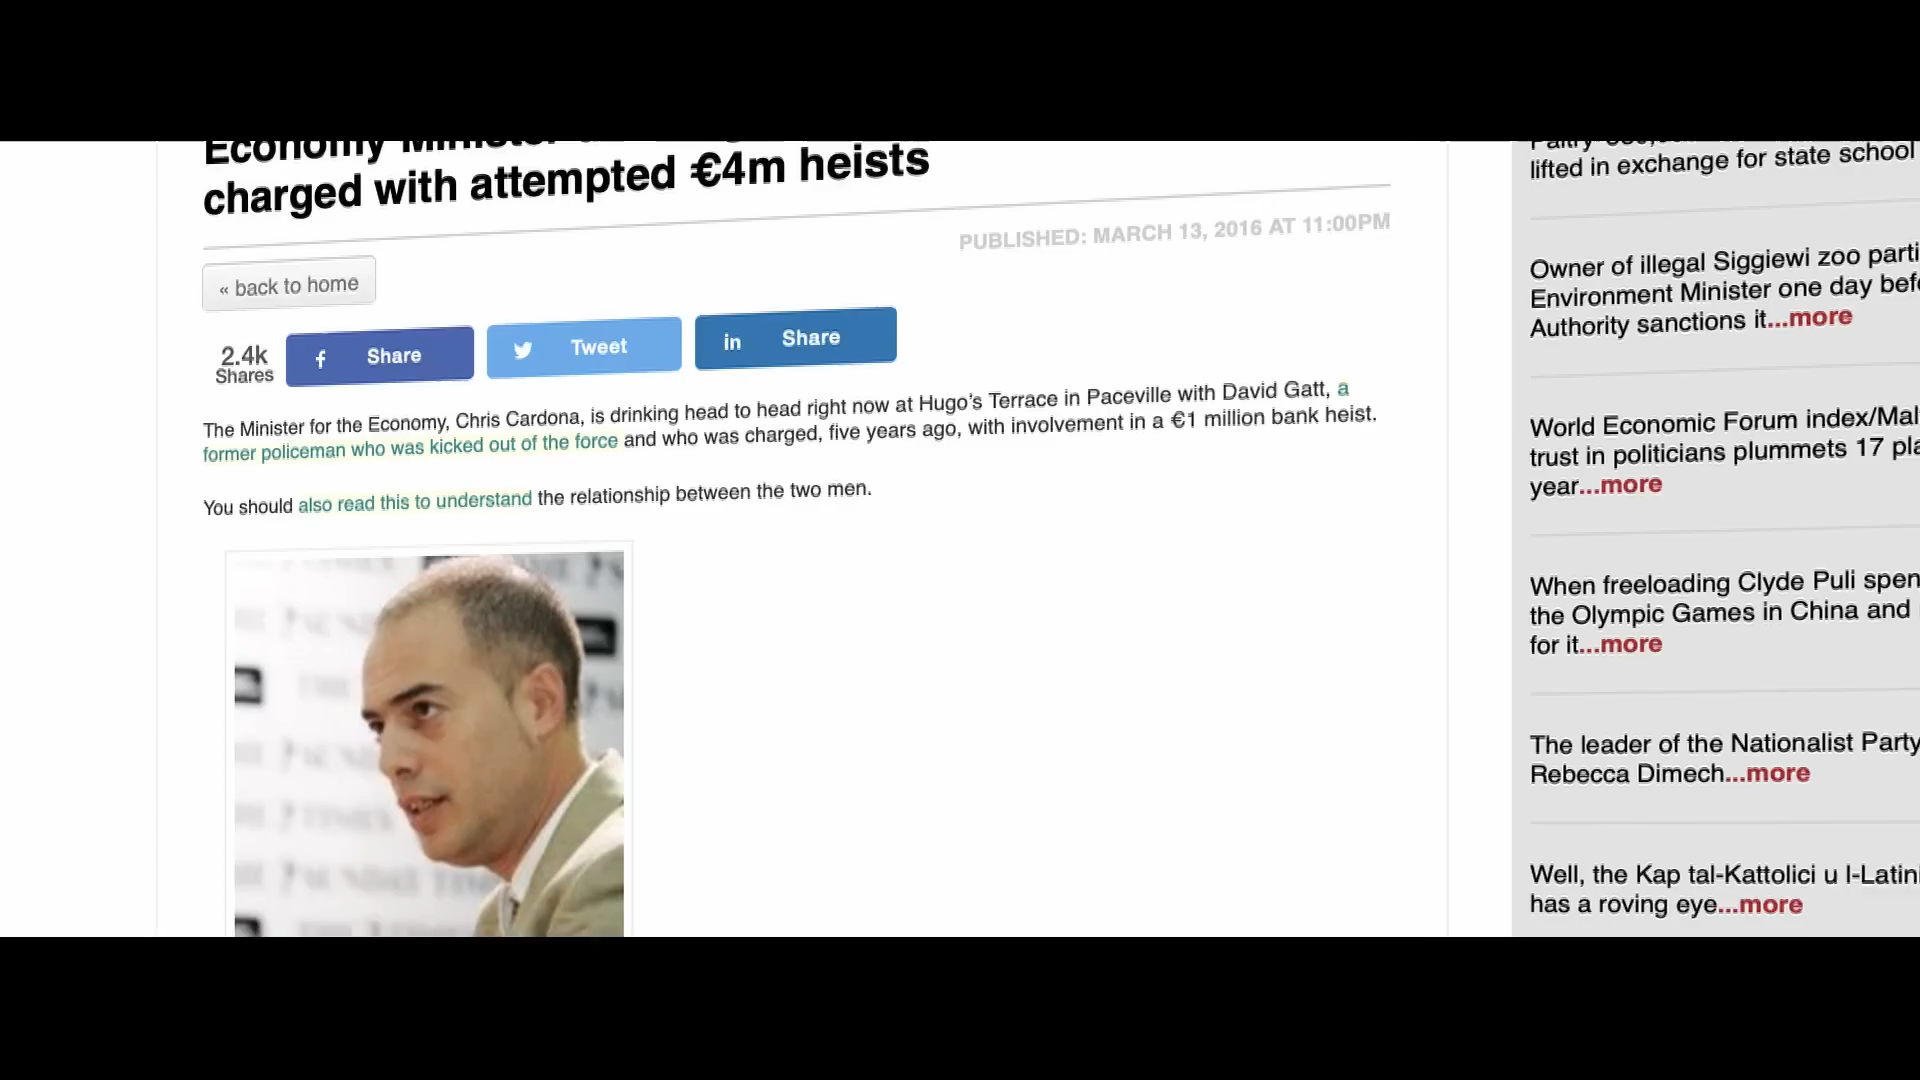 Economy Minister
charged with attempted €4m heists
PUBLISHED: MARCH 13, 2016 AT 11:00PM
« back to home
2.4k
Shares
f Share
Tweet
in Share
The Minister for the Economy, Chris Cardona, is drinking head to head right now at Hugo's Terrace in Paceville with David Gatt, a
former policeman who was kicked out of the force and who was charged, five years ago, with involvement in a €1 million bank heist.
You should also read this to understand the relationship between the two men.
lifted in exchange for state school
Owner of illegal Siggiewi zoo parti
Environment Minister one day befo
Authority sanctions it...more
World Economic Forum index/Mal
trust in politicians plummets 17 pla
year...more
When freeloading Clyde Puli spen
the Olympic Games in China and
for it...more
The leader of the Nationalist Party
Rebecca Dimech...more
Well, the Kap tal-Kattolici u l-Latini
has a roving eye...more